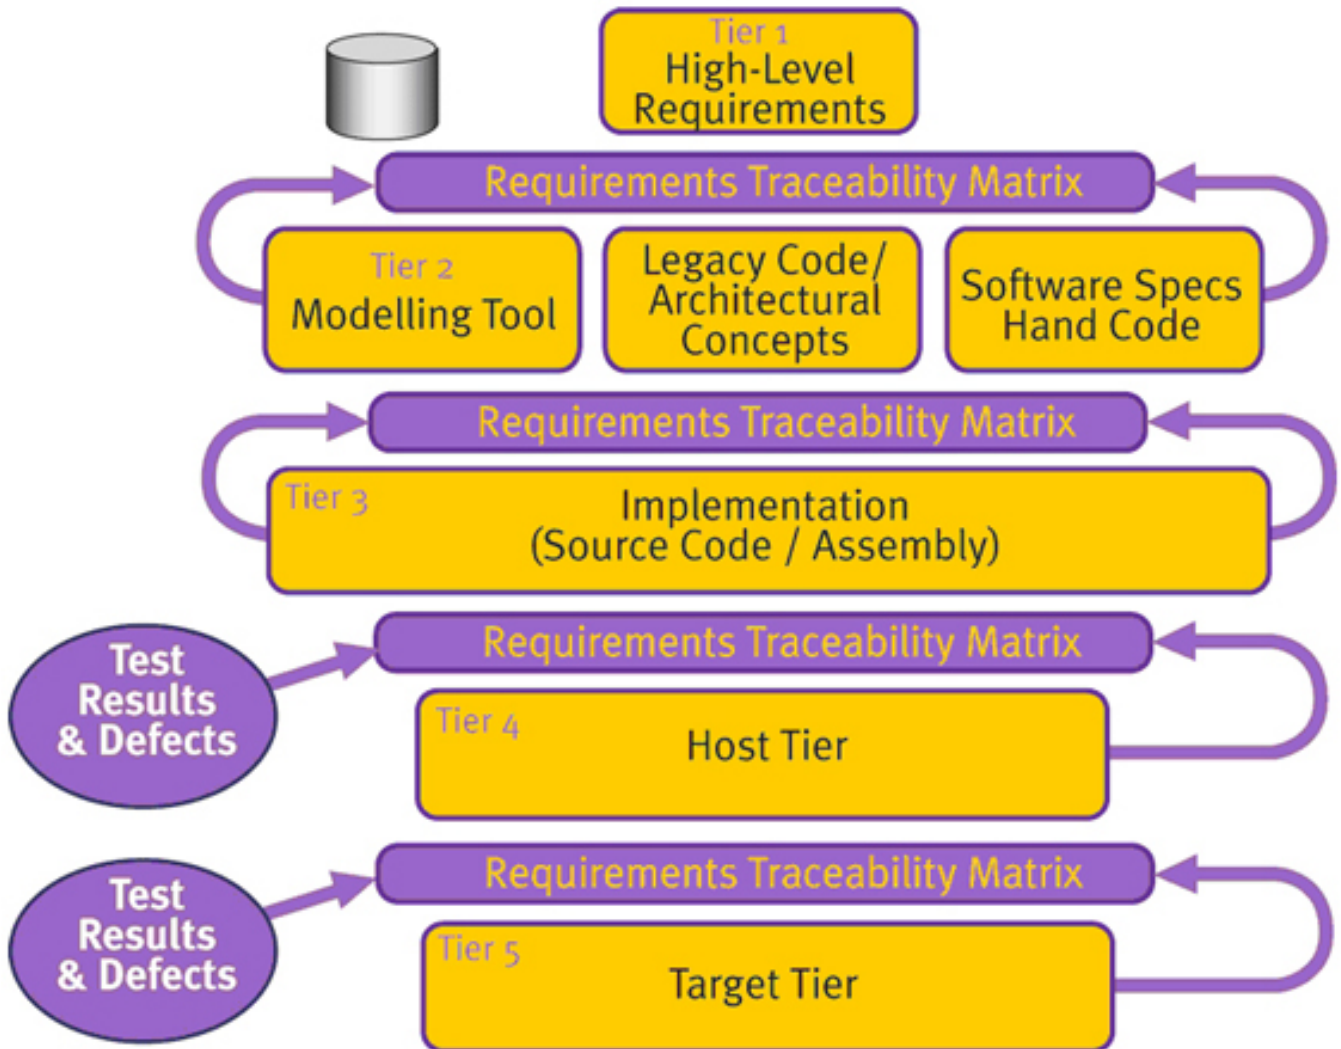 Tier 1
High-Level
Requirements
Requirements Traceability Matrix
Tier 2
Modelling Tool
Legacy Code/
Architectural
Concepts
Software Specs
Hand Code
Requirements Traceability Matrix
Tier 3
Implementation
(Source Code / Assembly)
Test
Results
& Defects
Requirements Traceability Matrix
Tier 4
Host Tier
Test
Results
& Defects
Requirements Traceability Matrix
Tier 5
Target Tier